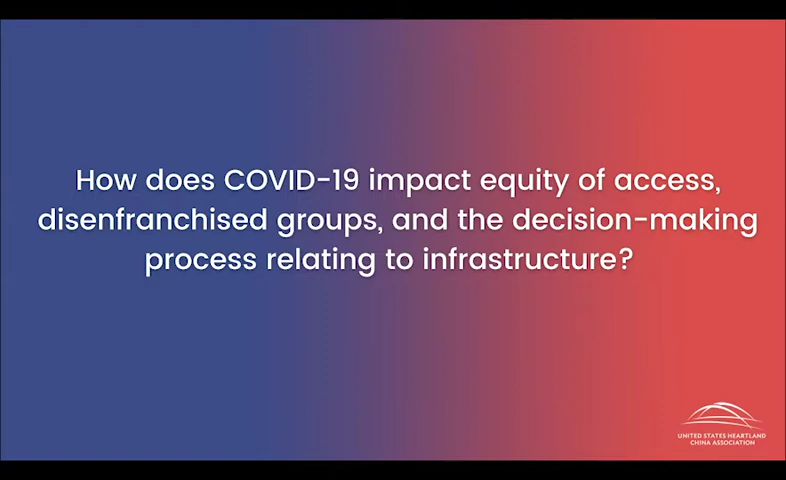 How does COVID-19 impact equity of access,
disenfranchised groups, and the decision-making
process relating to infrastructure?
UNITED STATES HEARTLAND
CHINA ASSOCIATION